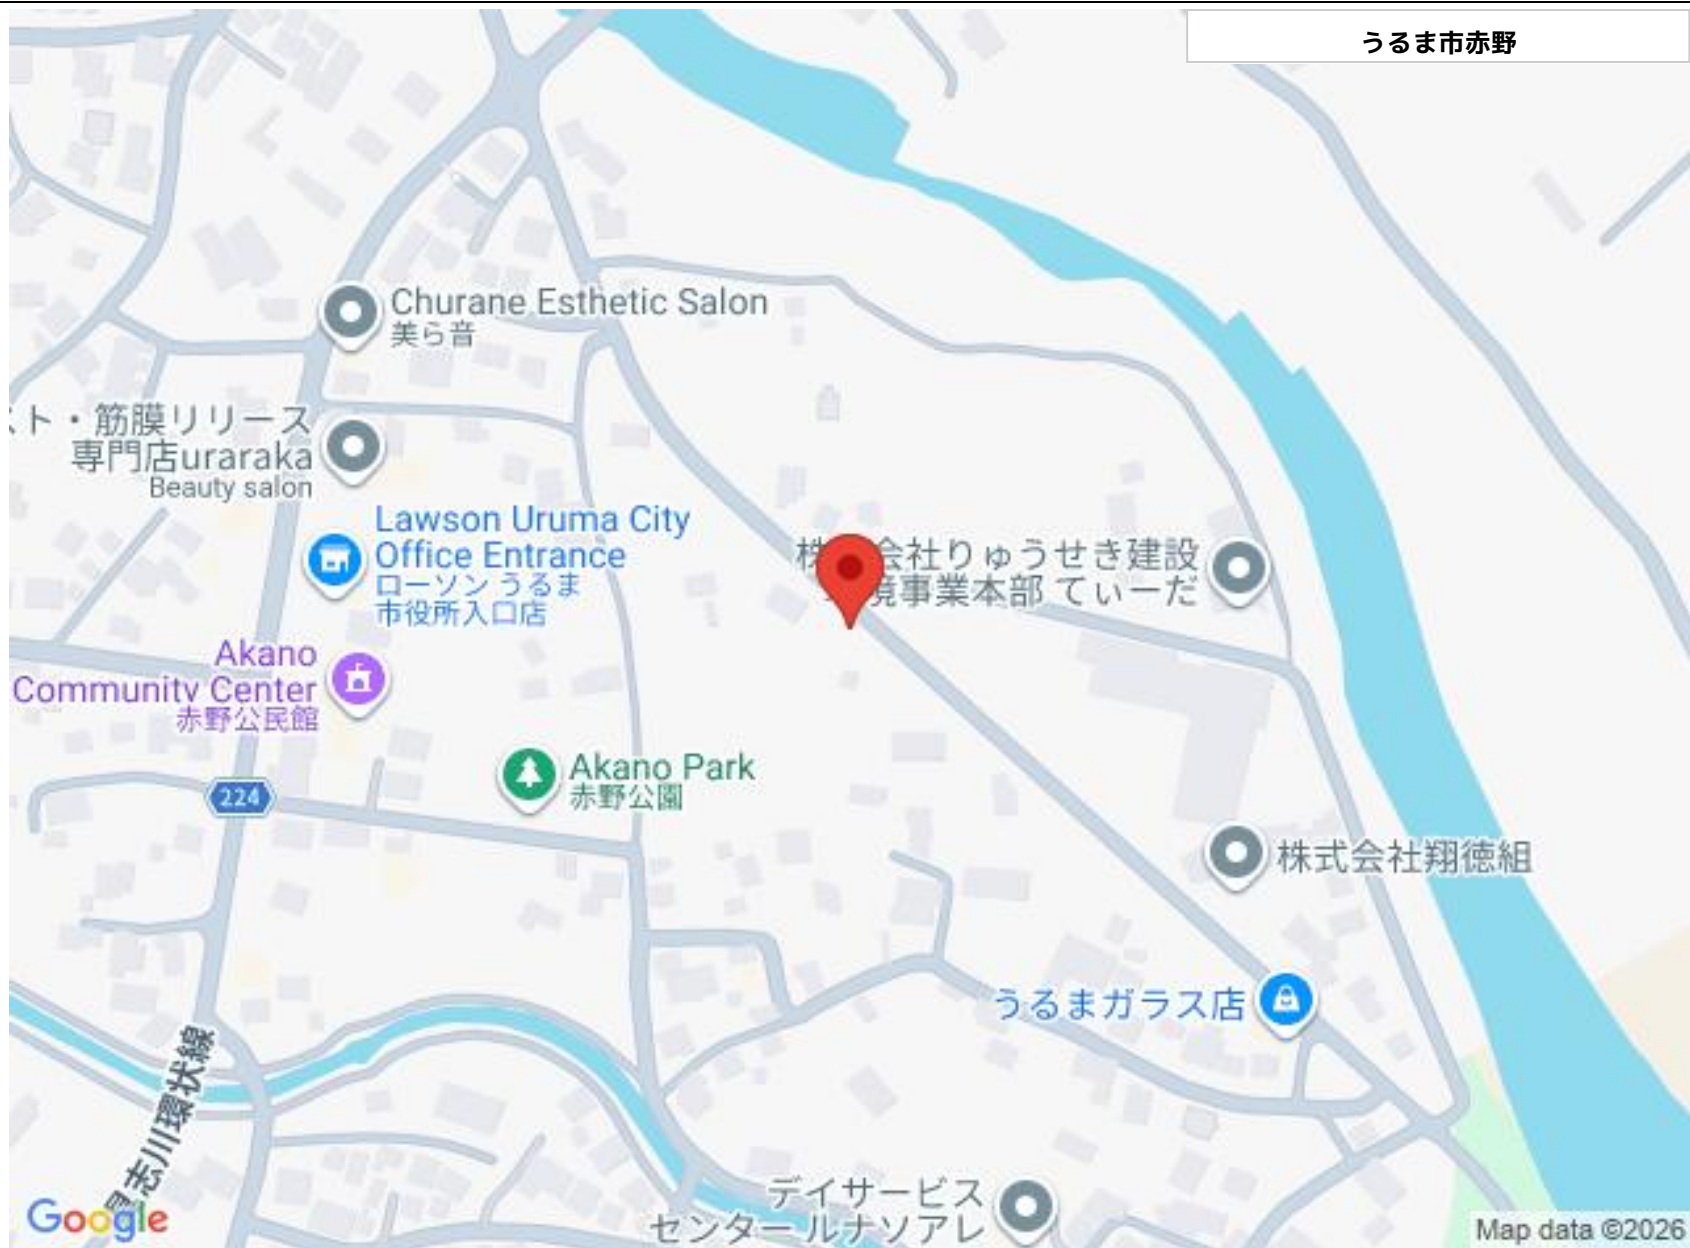 うるま市赤野
Churane Esthetic Salon
美ら音
スト・筋膜リリース
専門店uraraka
Beauty salon
Lawson Uruma City
Office Entrance
ローソン うるま
市役所入口店
会社りゅうせき建設
境事業本部 てぃーだ
Akano
Community Center
赤野公民館
Akano Park
赤野公園
224
株式会社翔徳組
うるまガラス店
志川環状線
デイサービス
センター ルナソアレ
Google
Map data ©2026